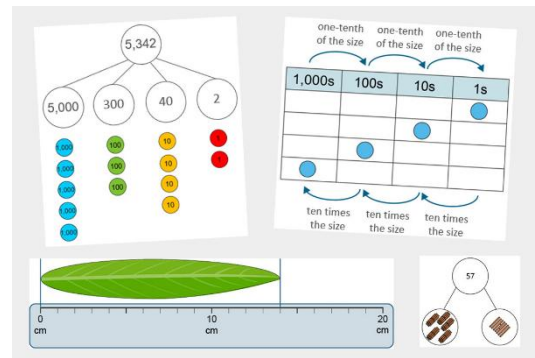 5,342
5,000 300 40 2
1,000 100 10 1
1,000 100 10 1
1,000 100 10
1,000 10
1,000
one-tenth
of the size
one-tenth
of the size
one-tenth
of the size
1,000s 100s 10s 1s
ten times
the size
ten times
the size
ten times
the size
0
cm
10
cm
20
cm
57